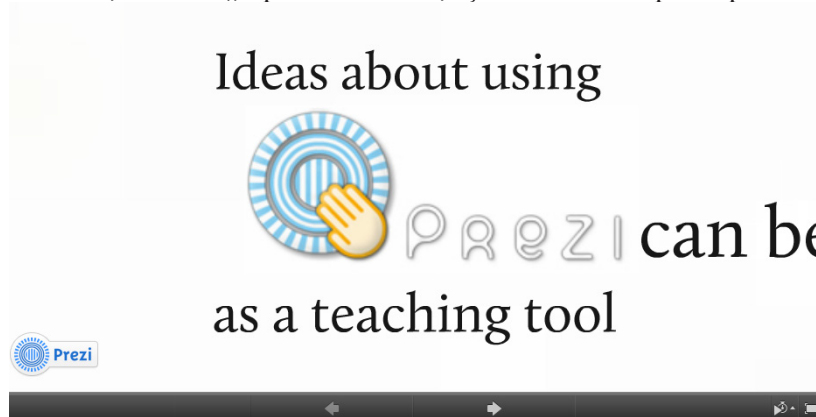 Ideas about using
PREZI can be
as a teaching tool
Prezi